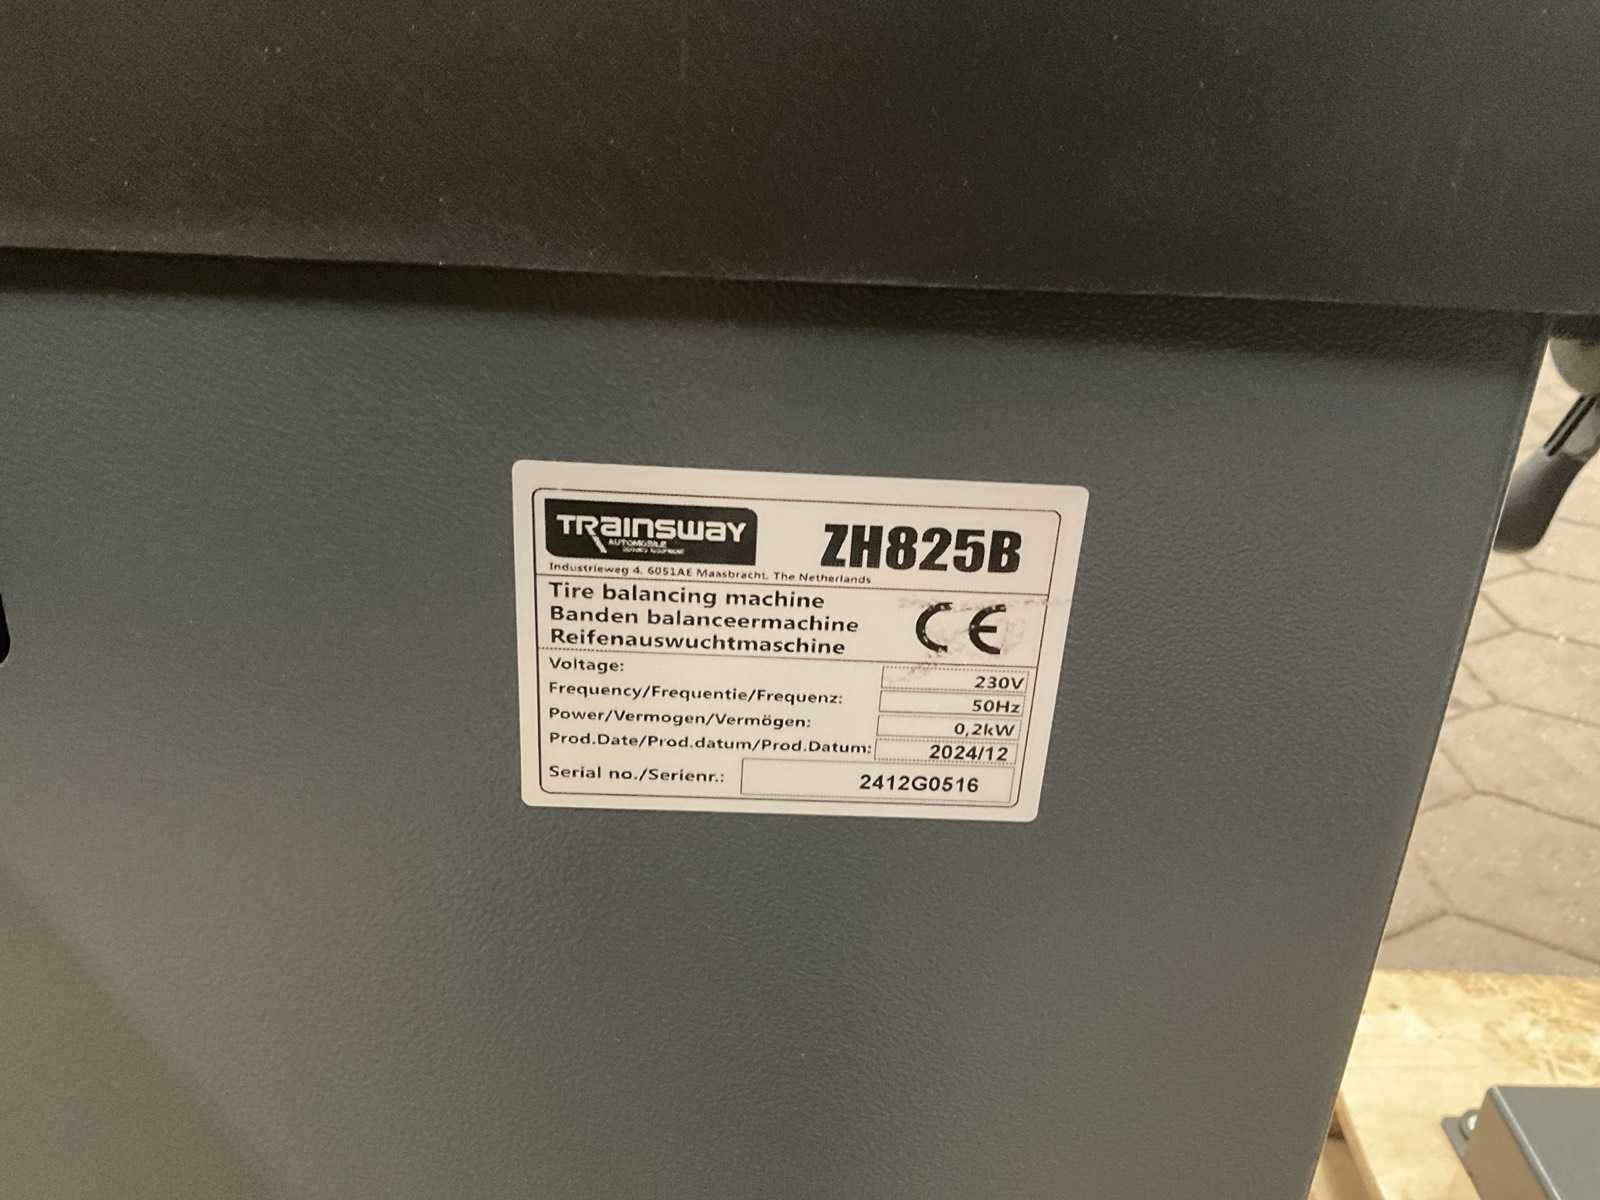 TRAINSWAY
AUTOMOBILE
ZH825B
Industrieweg 4, 6051AE Maasbracht, The Netherlands
Tire balancing machine
Banden balanceermachine
Reifenauswuchtmaschine
CE
Voltage: 230V
Frequency/Frequentie/Frequenz: 50Hz
Power/Vermogen/Vermögen: 0,2kW
Prod.Date/Prod.datum/Prod.Datum: 2024/12
Serial no./Serienr.: 2412G0516